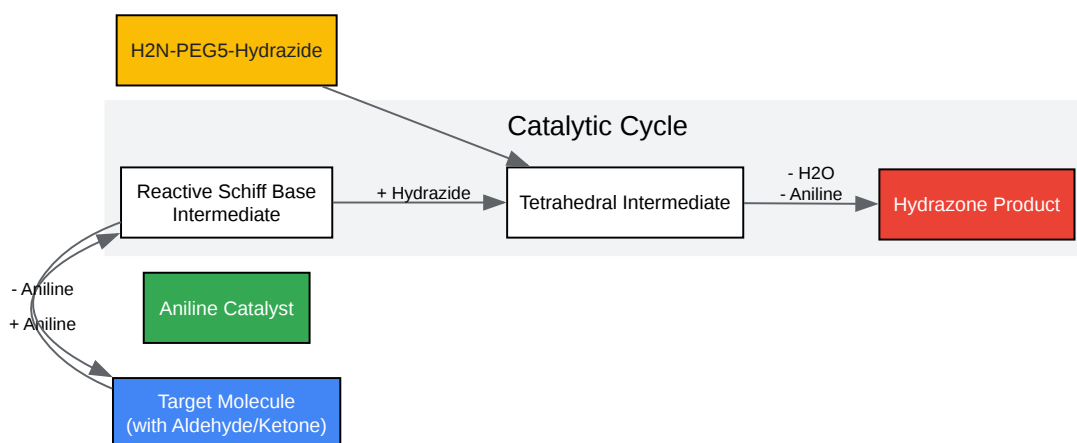 H2N-PEG5-Hydrazide
Catalytic Cycle
Reactive Schiff Base
Intermediate
+ Hydrazide
Tetrahedral Intermediate
- H2O
- Aniline
Hydrazone Product
- Aniline
+ Aniline
Aniline Catalyst
Target Molecule
(with Aldehyde/Ketone)